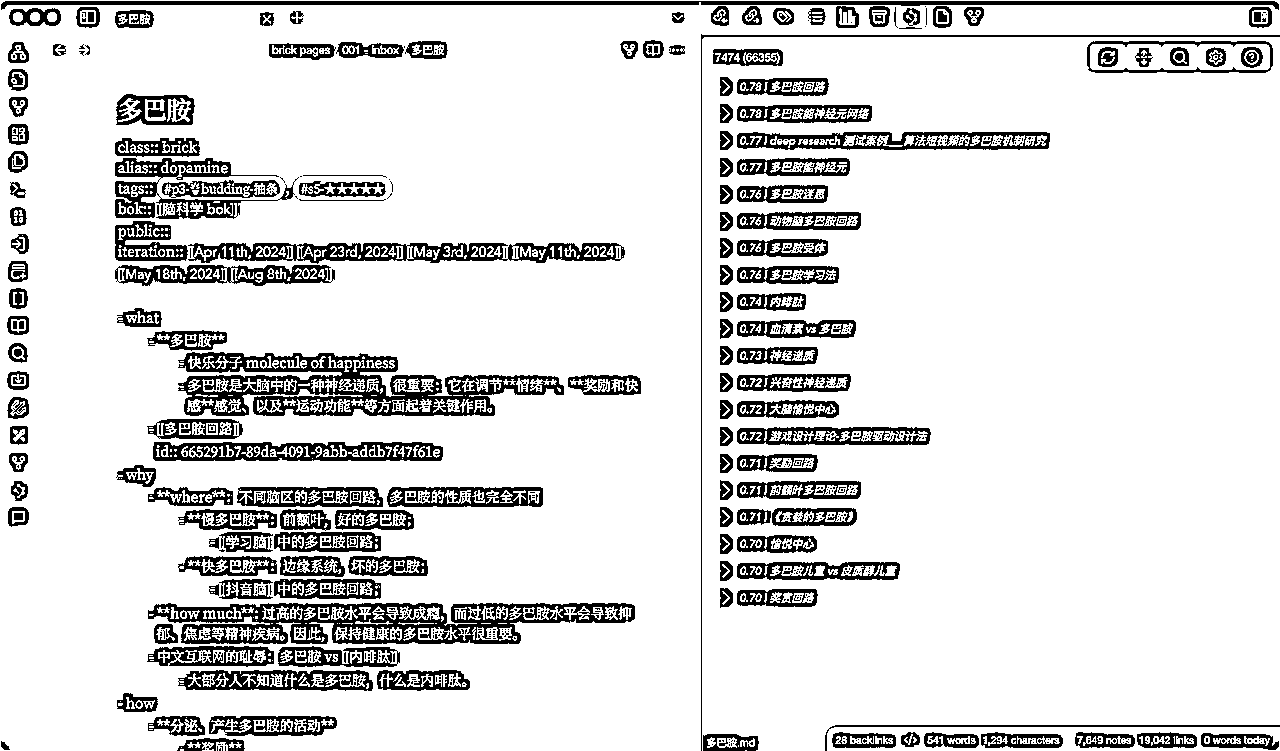 多巴胺
brick pages / 001 - inbox / 多巴胺
多巴胺
class:: brick
alias:: dopamine
tags:: #p3-budding-抽条, #s5-★★★★★
bok:: [[脑科学 bok]]
public::
iteration:: [[Apr 11th, 2024]] [[Apr 23rd, 2024]] [[May 3rd, 2024]] [[May 11th, 2024]]
[[May 18th, 2024]] [[Aug 8th, 2024]]
what
**多巴胺**
快乐分子 molecule of happiness
多巴胺是大脑中的一种神经递质，很重要：它在调节**情绪**、**奖励和快
感**感觉、以及**运动功能**等方面起着关键作用。
[[多巴胺回路]]
id:: 665291b7-89da-4091-9abb-addb7f47f61e
why
**where**：不同脑区的多巴胺回路，多巴胺的性质也完全不同
**慢多巴胺**：前额叶，好的多巴胺；
[[学习脑]] 中的多巴胺回路；
**快多巴胺**：边缘系统，坏的多巴胺；
[[抖音脑]] 中的多巴胺回路；
**how much**: 过高的多巴胺水平会导致成瘾，而过低的多巴胺水平会导致抑
郁、焦虑等精神疾病。因此，保持健康的多巴胺水平很重要。
中文互联网的耻辱：多巴胺 vs [[内啡肽]]
大部分人不知道什么是多巴胺，什么是内啡肽。
how
**分泌、产生多巴胺的活动**
**奖励**
7474 (66355)
0.78 | 多巴胺回路
0.78 | 多巴胺能神经元网络
0.77 | deep research 测试案例__算法短视频的多巴胺机制研究
0.77 | 多巴胺能神经元
0.76 | 多巴胺迷思
0.76 | 动物脑多巴胺回路
0.76 | 多巴胺受体
0.76 | 多巴胺学习法
0.74 | 内啡肽
0.74 | 血清素 vs 多巴胺
0.73 | 神经递质
0.72 | 兴奋性神经递质
0.72 | 大脑愉悦中心
0.72 | 游戏设计理论-多巴胺驱动设计法
0.71 | 奖励回路
0.71 | 前额叶多巴胺回路
0.71 | 《贪婪的多巴胺》
0.70 | 愉悦中心
0.70 | 多巴胺儿童 vs 皮质醇儿童
0.70 | 奖赏回路
多巴胺.md
28 backlinks </> 541 words 1,294 characters 7,649 notes 19,042 links 0 words today